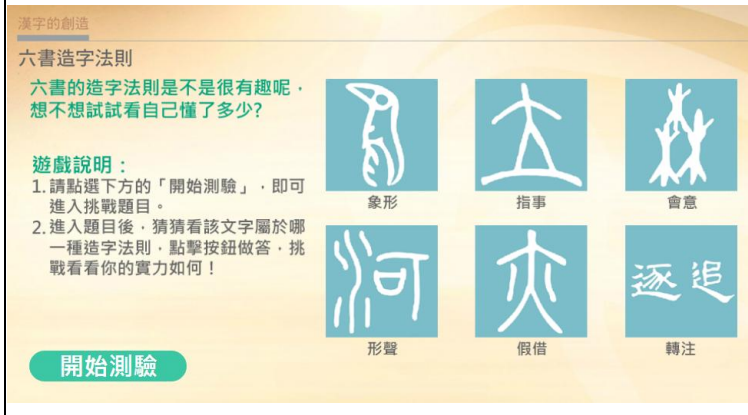 漢字的創造
六書造字法則
六書的造字法則是不是很有趣呢，
想不想試試看自己懂了多少?
遊戲說明：
1. 請點選下方的「開始測驗」，即可
進入挑戰題目。
2. 進入題目後，猜猜看該文字屬於哪
一種造字法則，點擊按鈕做答，挑
戰看看你的實力如何！
開始測驗
象形
指事
會意
河
形聲
假借
逐追
轉注